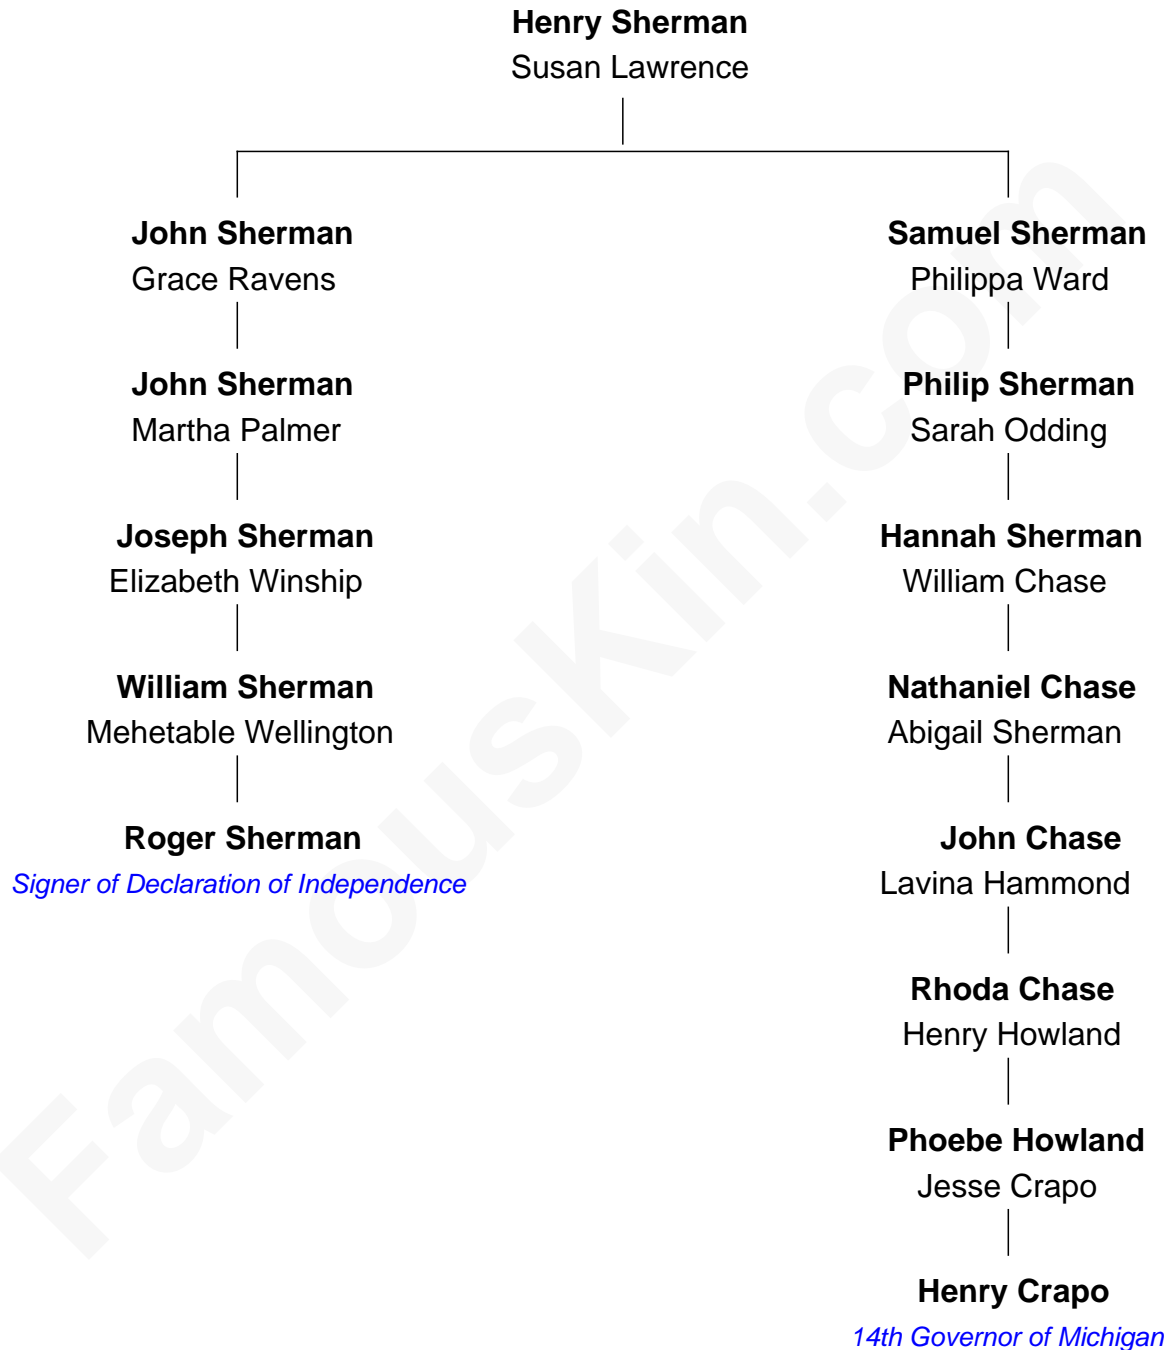 Henry Sherman
Susan Lawrence
John Sherman
Grace Ravens
John Sherman
Martha Palmer
Joseph Sherman
Elizabeth Winship
William Sherman
Mehetable Wellington
Roger Sherman
Signer of Declaration of Independence
Samuel Sherman
Philippa Ward
Philip Sherman
Sarah Odding
Hannah Sherman
William Chase
Nathaniel Chase
Abigail Sherman
John Chase
Lavina Hammond
Rhoda Chase
Henry Howland
Phoebe Howland
Jesse Crapo
Henry Crapo
14th Governor of Michigan
FamousKin.com